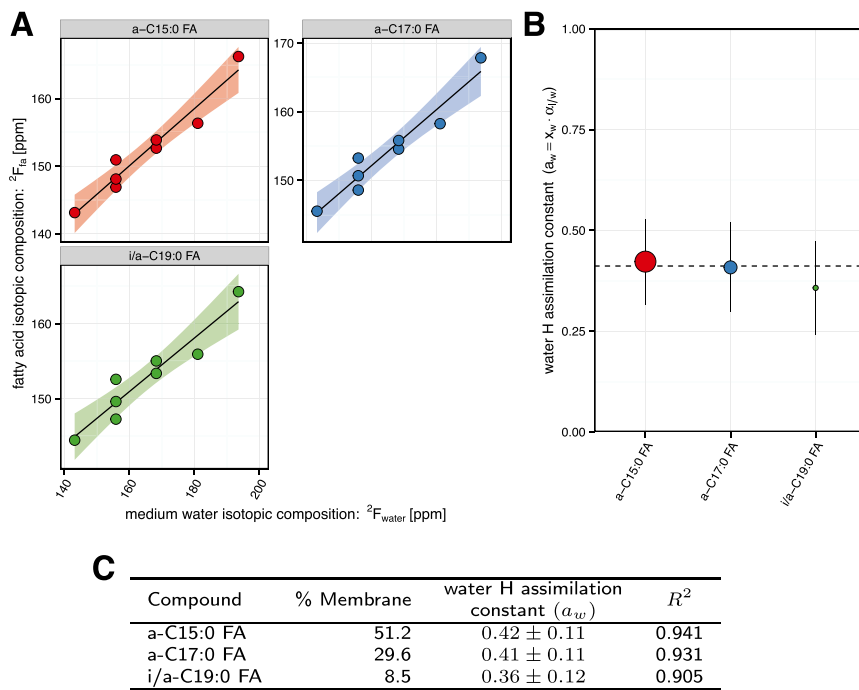 A
a−C15:0 FA
a−C17:0 FA
160
150
140
170
160
150
i/a−C19:0 FA
160
150
140
160
180
200
fatty acid isotopic composition: ²F_fa [ppm]
medium water isotopic composition: ²F_water [ppm]
B
water H assimilation constant (a_w = x_w · α_l/w)
1.00
0.75
0.50
0.25
0.00
a−C15:0 FA
a−C17:0 FA
i/a−C19:0 FA
C
Compound % Membrane water H assimilation constant (a_w) R²
a-C15:0 FA 51.2 0.42 ± 0.11 0.941
a-C17:0 FA 29.6 0.41 ± 0.11 0.931
i/a-C19:0 FA 8.5 0.36 ± 0.12 0.905